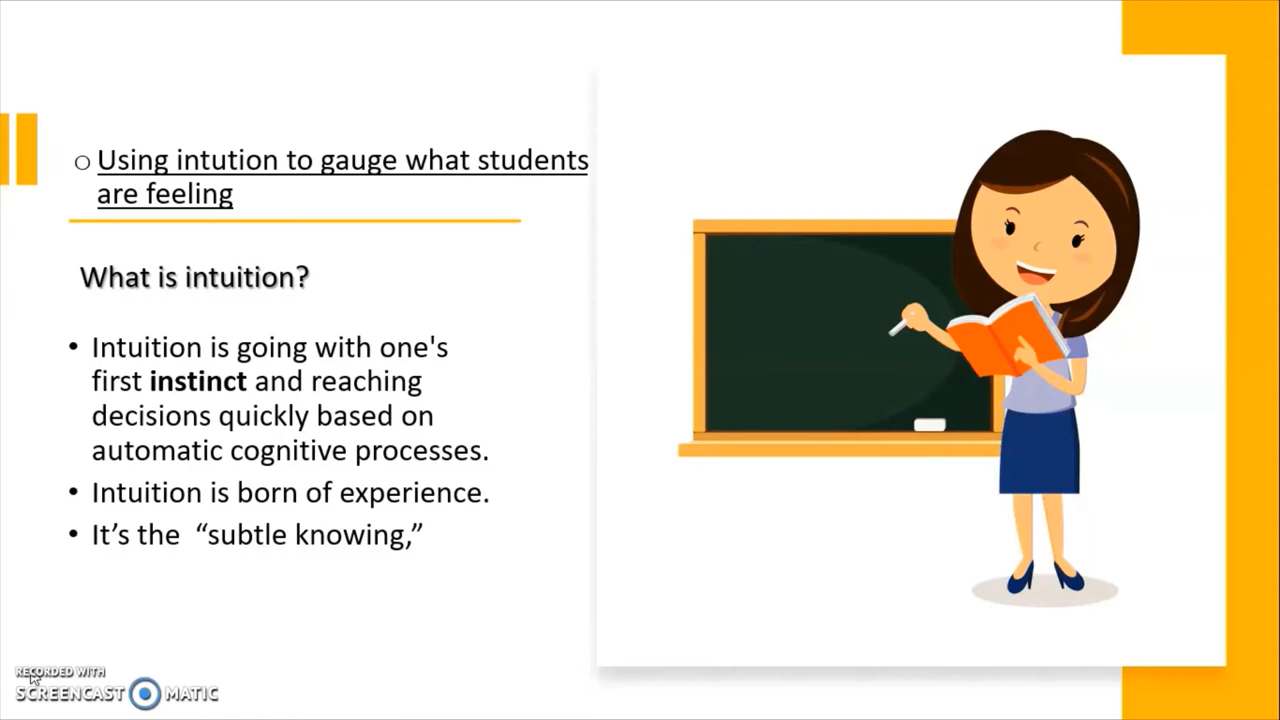 ○ Using intution to gauge what students
are feeling
What is intuition?
• Intuition is going with one's
first instinct and reaching
decisions quickly based on
automatic cognitive processes.
• Intuition is born of experience.
• It’s the “subtle knowing,”
RECORDED WITH
SCREENCAST MATIC